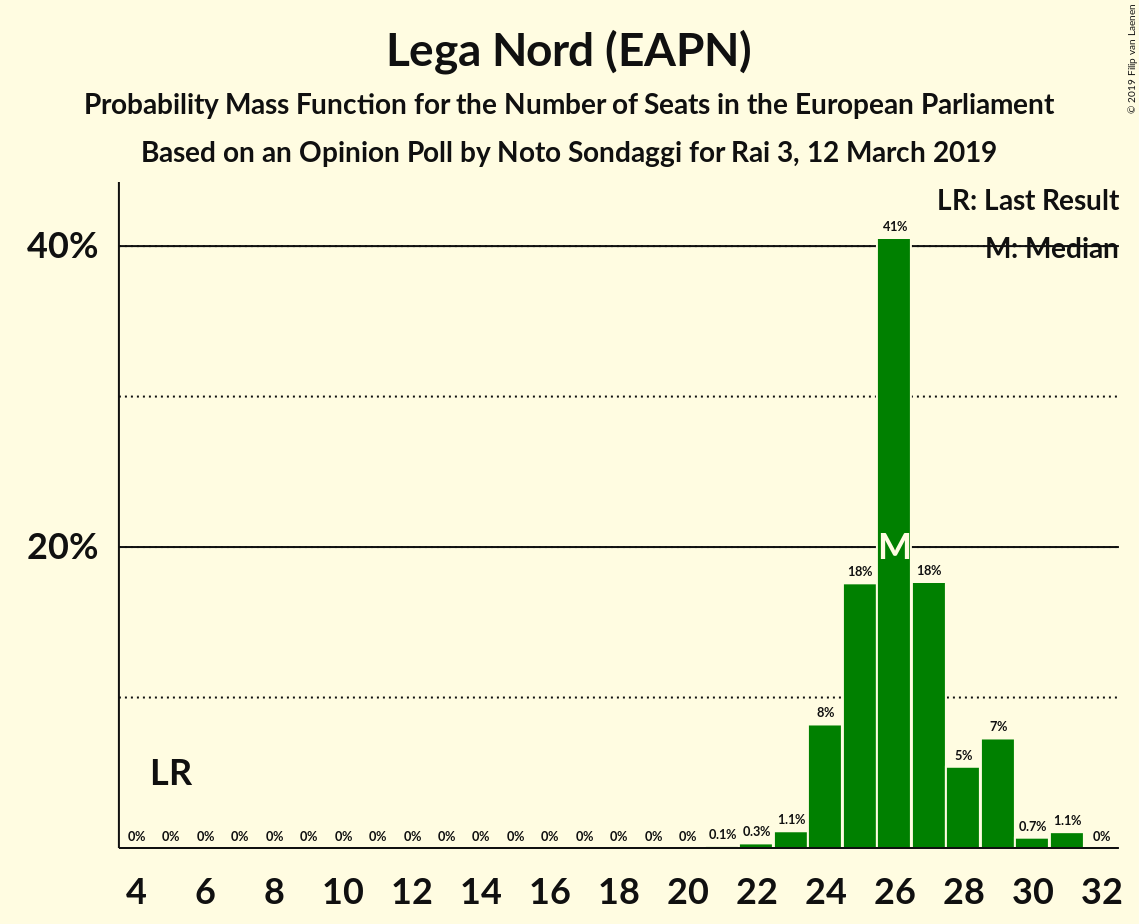 Lega Nord (EAPN)
Probability Mass Function for the Number of Seats in the European Parliament
Based on an Opinion Poll by Noto Sondaggi for Rai 3, 12 March 2019
© 2019 Filip van Laenen
LR: Last Result
M: Median
40%
20%
41%
M
18%
18%
8%
7%
5%
LR
0% 0% 0% 0% 0% 0% 0% 0% 0% 0% 0% 0% 0% 0% 0% 0% 0% 0.1% 0.3% 1.1% 0.7% 1.1% 0%
4 6 8 10 12 14 16 18 20 22 24 26 28 30 32